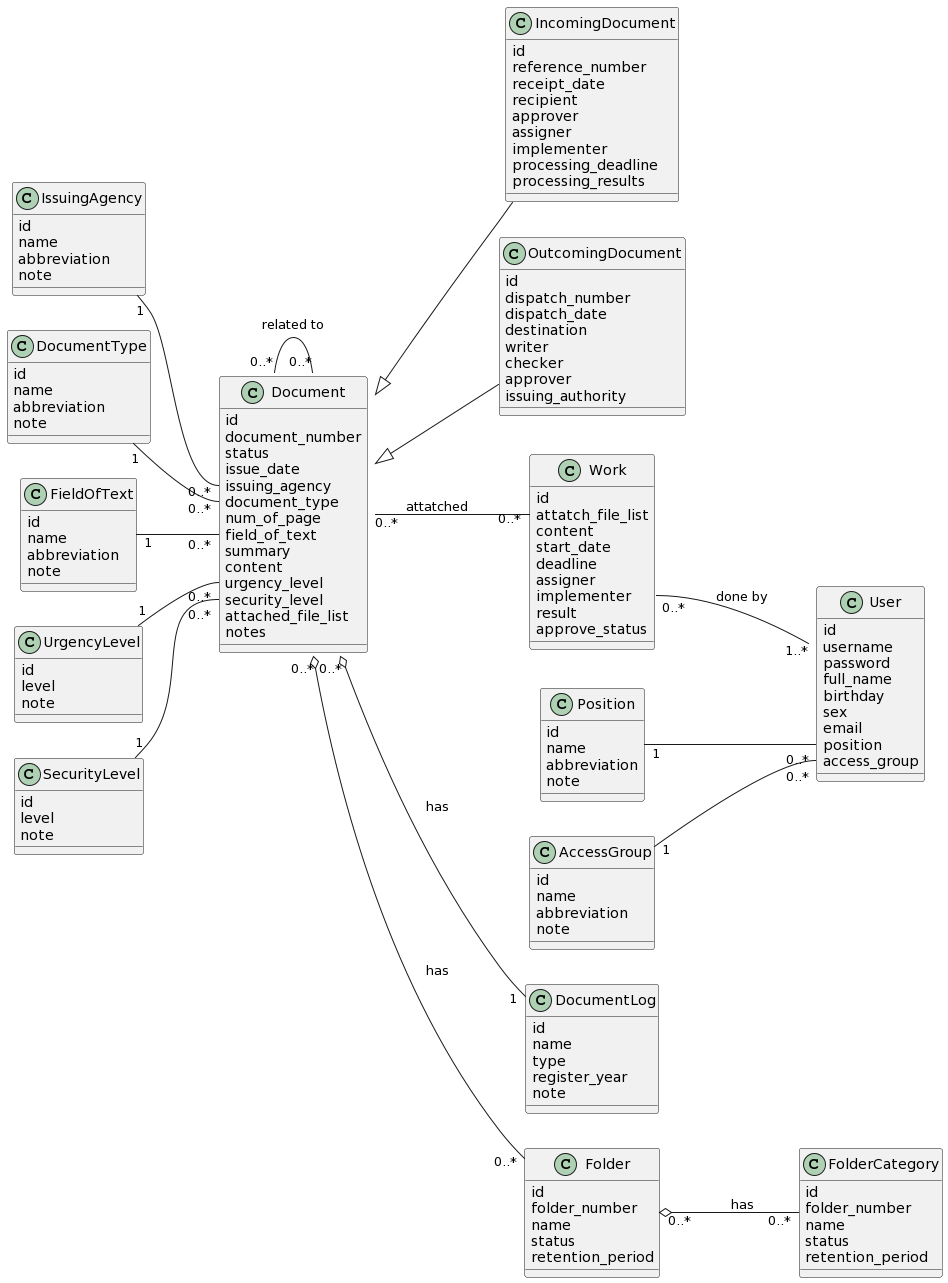 C IncomingDocument
id
reference_number
receipt_date
recipient
approver
assigner
implementer
processing_deadline
processing_results
C IssuingAgency
id
name
abbreviation
note
1
C OutcomingDocument
id
dispatch_number
dispatch_date
destination
writer
checker
approver
issuing_authority
C DocumentType
id
name
abbreviation
note
1
related to
0..* 0..*
C Document
id
document_number
status
issue_date
issuing_agency
document_type
num_of_page
field_of_text
summary
content
urgency_level
security_level
attached_file_list
notes
0..*
0..*
0..*
0..*
0..*
C FieldOfText
id
name
abbreviation
note
1
C UrgencyLevel
id
level
note
1
C SecurityLevel
id
level
note
1
attatched
0..* 0..*
C Work
id
attatch_file_list
content
start_date
deadline
assigner
implementer
result
approve_status
done by
0..*
1..*
C User
id
username
password
full_name
birthday
sex
email
position
access_group
0..*
0..*
C Position
id
name
abbreviation
note
1
C AccessGroup
id
name
abbreviation
note
1
0..* 0..*
has
has
1
C DocumentLog
id
name
type
register_year
note
0..*
C Folder
id
folder_number
name
status
retention_period
has
0..* 0..*
C FolderCategory
id
folder_number
name
status
retention_period